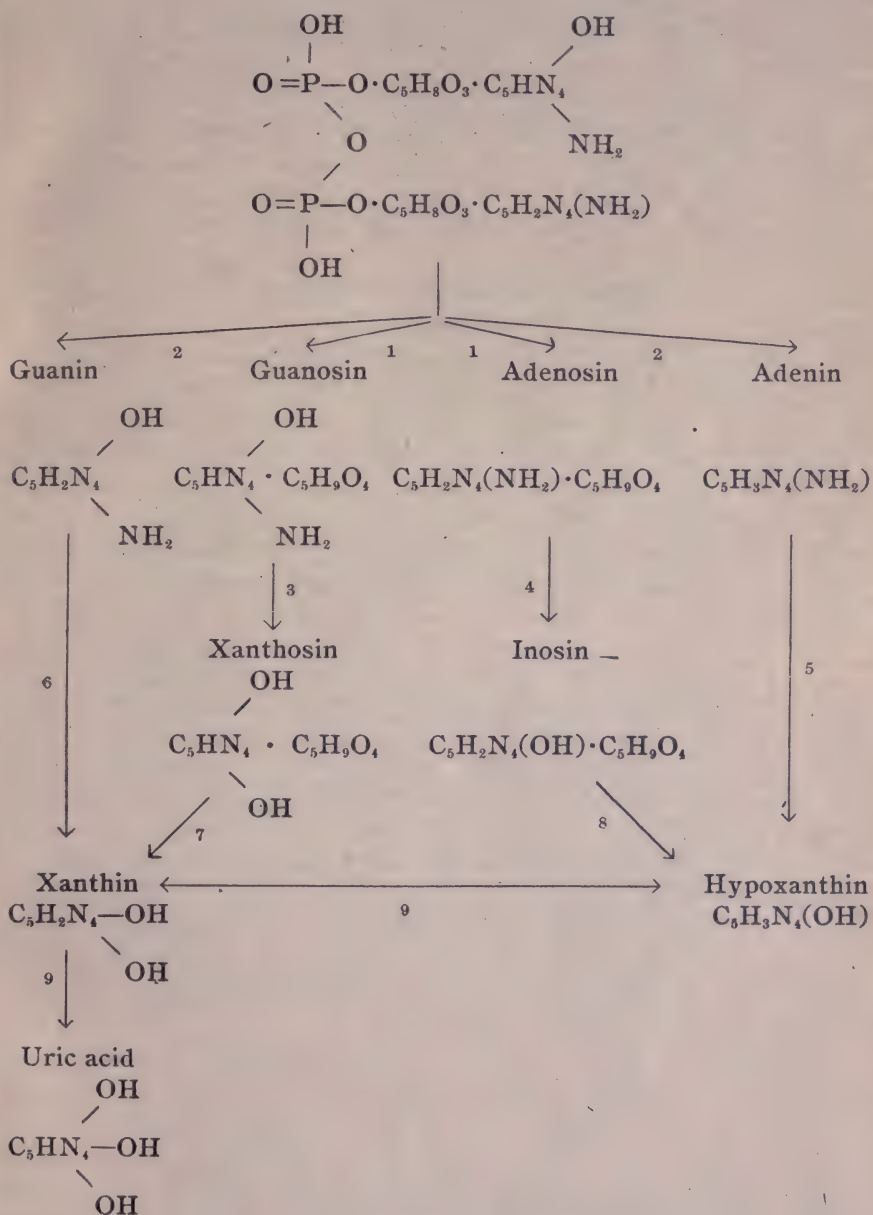 OH OH
O=P—O·C₅H₈O₃·C₅HN₄
O NH₂
O=P—O·C₅H₈O₃·C₅H₂N₄(NH₂)
OH
2 1 1 2
Guanin Guanosin Adenosin Adenin
OH OH
C₅H₂N₄ C₅HN₄ · C₅H₉O₄ C₅H₂N₄(NH₂)·C₅H₉O₄ C₅H₃N₄(NH₂)
NH₂ NH₂
3 4
Xanthosin Inosin
6 OH 5
C₅HN₄ · C₅H₉O₄ C₅H₂N₄(OH)·C₅H₉O₄
OH
7 8
Xanthin Hypoxanthin
C₅H₂N₄—OH 9 C₅H₃N₄(OH)
OH
9
Uric acid
OH
C₅HN₄—OH
OH